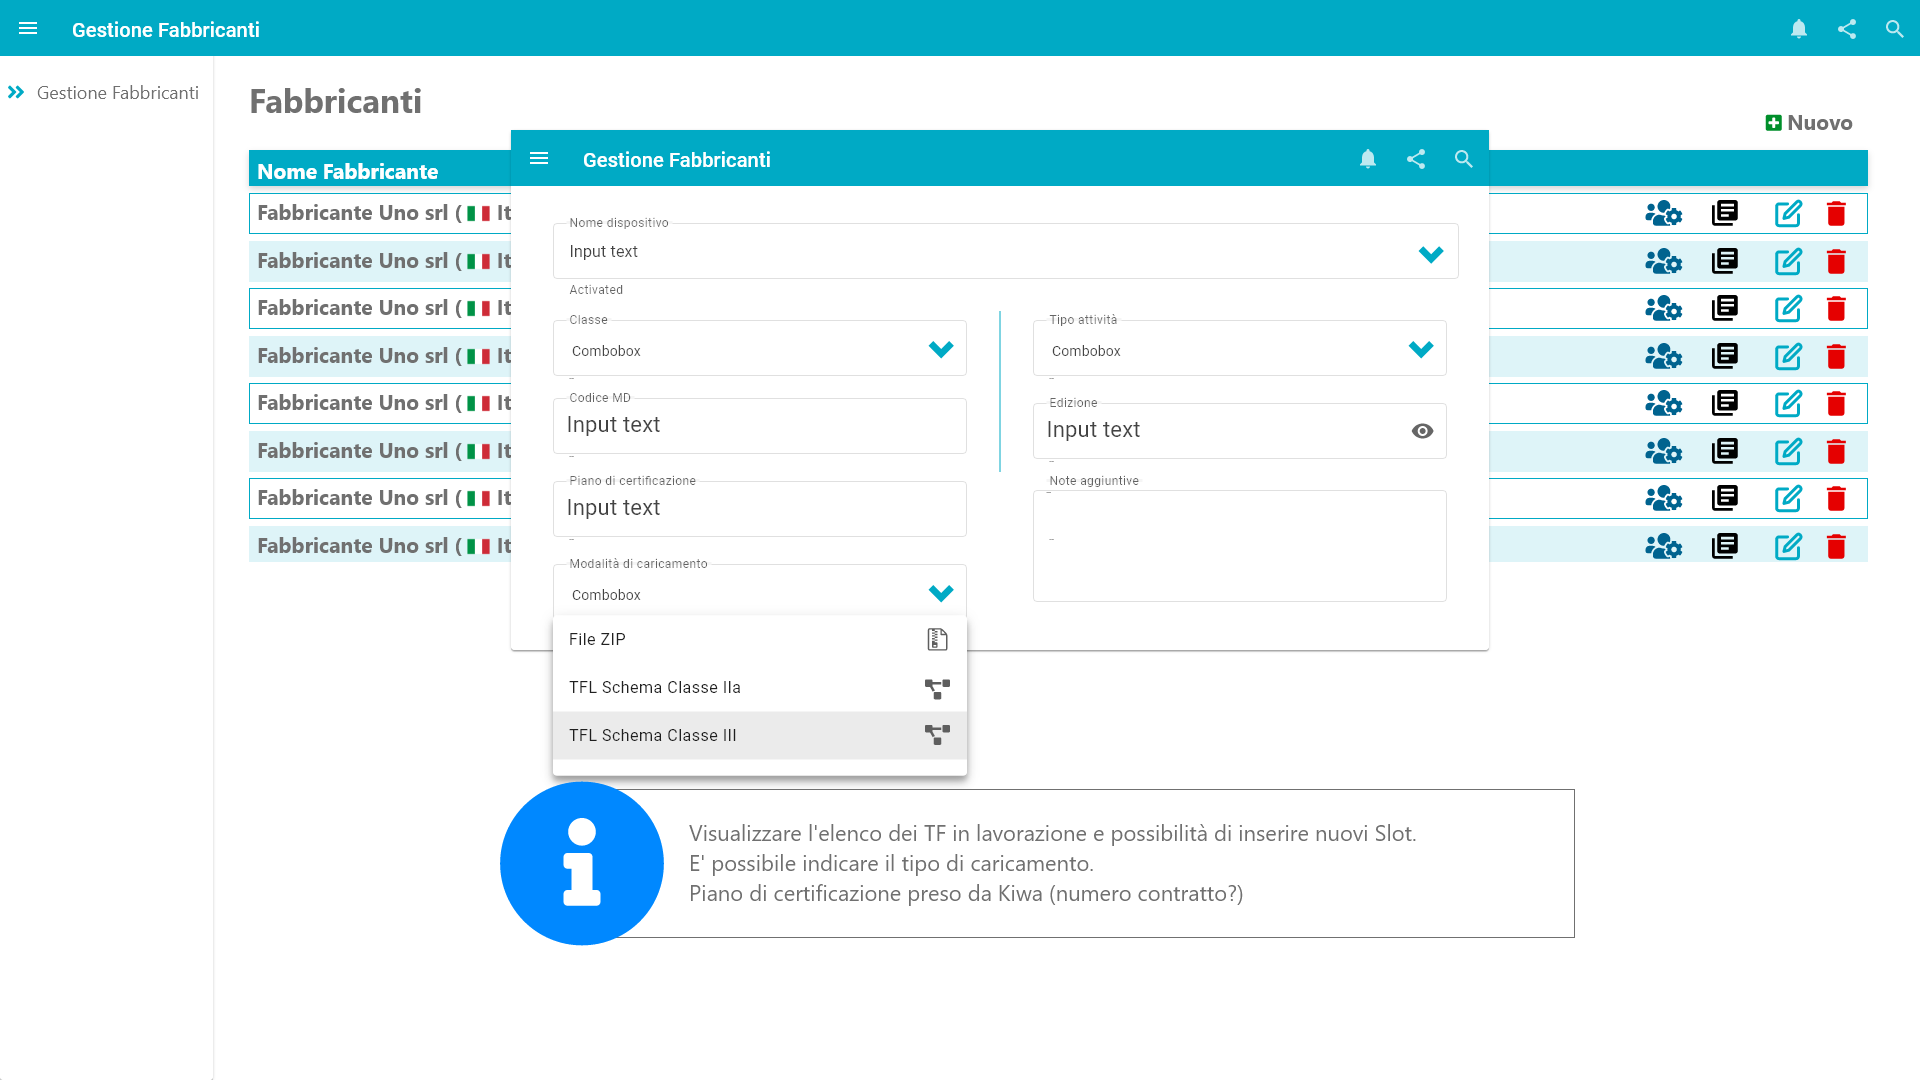 Gestione Fabbricanti
Gestione Fabbricanti
Fabbricanti
Nuovo
Nome Fabbricante
Gestione Fabbricanti
Fabbricante Uno srl ( It
Fabbricante Uno srl ( It
Fabbricante Uno srl ( It
Fabbricante Uno srl ( It
Fabbricante Uno srl ( It
Fabbricante Uno srl ( It
Fabbricante Uno srl ( It
Fabbricante Uno srl ( It
Nome dispositivo
Input text
Activated
Classe
Combobox
Tipo attività
Combobox
Codice MD
Input text
Edizione
Input text
Piano di certificazione
Input text
Note aggiuntive
Modalità di caricamento
Combobox
File ZIP
TFL Schema Classe IIa
TFL Schema Classe III
Visualizzare l'elenco dei TF in lavorazione e possibilità di inserire nuovi Slot.
E' possibile indicare il tipo di caricamento.
Piano di certificazione preso da Kiwa (numero contratto?)